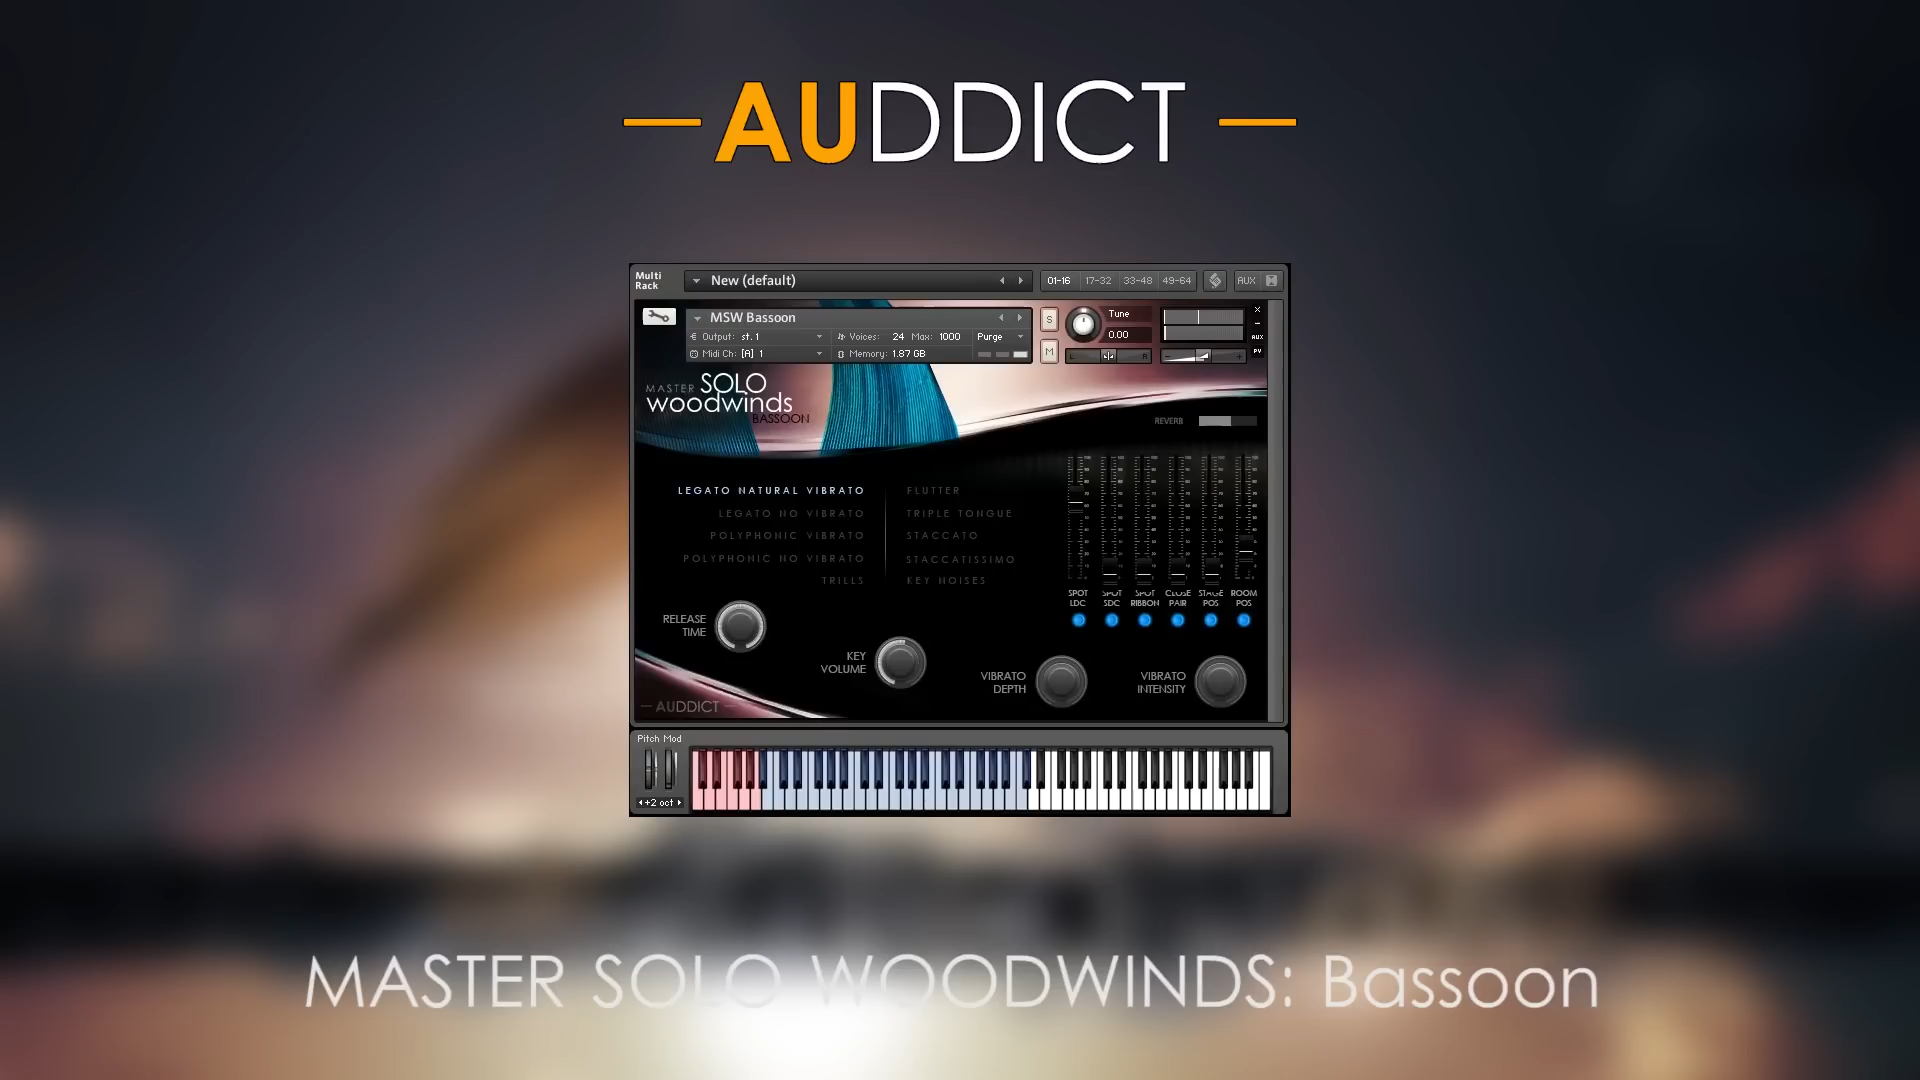 AUDDICT
Multi Rack
New (default)
01-16 17-32 33-48 49-64 AUX
MSW Bassoon
S
Tune
0.00
Output: st. 1
Voices: 24 Max: 1000
Purge
Midi Ch: [A] 1
Memory: 1.87 GB
M
L R
- +
AUX
PV
MASTER SOLO
woodwinds
BASSOON
REVERB
LEGATO NATURAL VIBRATO
LEGATO NO VIBRATO
POLYPHONIC VIBRATO
POLYPHONIC NO VIBRATO
TRILLS
FLUTTER
TRIPLE TONGUE
STACCATO
STACCATISSIMO
KEY NOISES
SPOT LDC
SPOT SDC
SPOT RIBBON
CLOSE PAIR
STAGE POS
ROOM POS
RELEASE TIME
KEY VOLUME
VIBRATO DEPTH
VIBRATO INTENSITY
AUDDICT
Pitch Mod
+2 oct
MASTER SOLO WOODWINDS: Bassoon